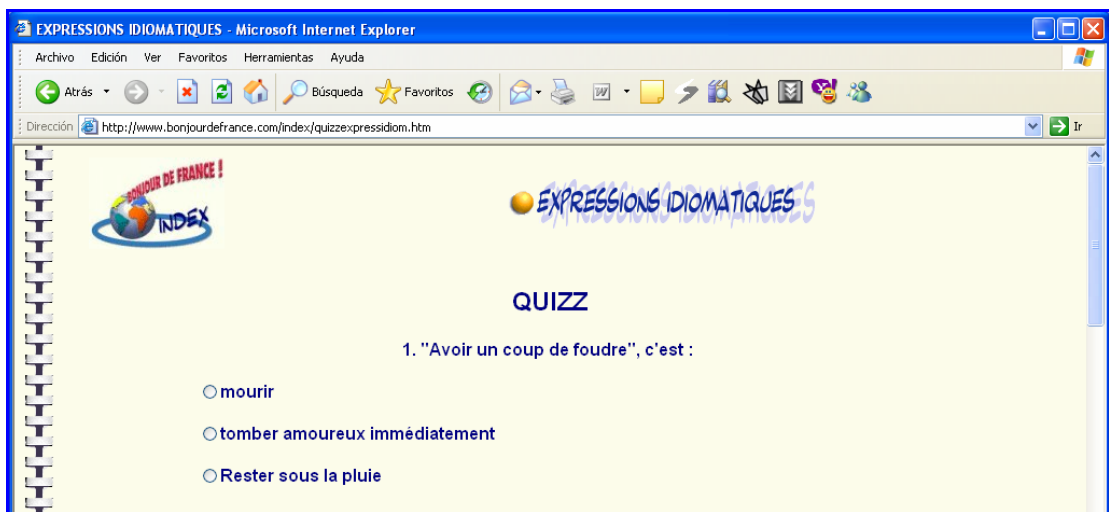 EXPRESSIONS IDIOMATIQUES - Microsoft Internet Explorer
Archivo Edición Ver Favoritos Herramientas Ayuda
Atrás Búsqueda Favoritos
Dirección http://www.bonjourdefrance.com/index/quizzexpressidiom.htm Ir
BONJOUR DE FRANCE !
INDEX
EXPRESSIONS IDIOMATIQUES
QUIZZ
1. "Avoir un coup de foudre", c'est :
mourir
tomber amoureux immédiatement
Rester sous la pluie